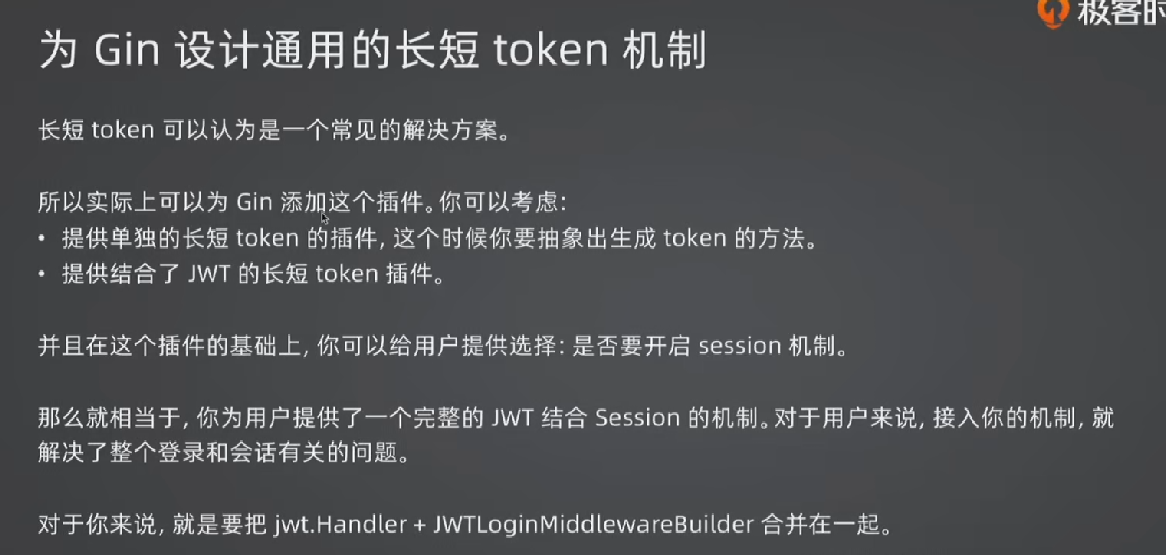 极客时
为 Gin 设计通用的长短 token 机制
长短 token 可以认为是一个常见的解决方案。
所以实际上可以为 Gin 添加这个插件。你可以考虑:
• 提供单独的长短 token 的插件, 这个时候你要抽象出生成 token 的方法。
• 提供结合了 JWT 的长短 token 插件。
并且在这个插件的基础上, 你可以给用户提供选择: 是否要开启 session 机制。
那么就相当于, 你为用户提供了一个完整的 JWT 结合 Session 的机制。对于用户来说, 接入你的机制, 就
解决了整个登录和会话有关的问题。
对于你来说, 就是要把 jwt.Handler + JWTLoginMiddlewareBuilder 合并在一起。